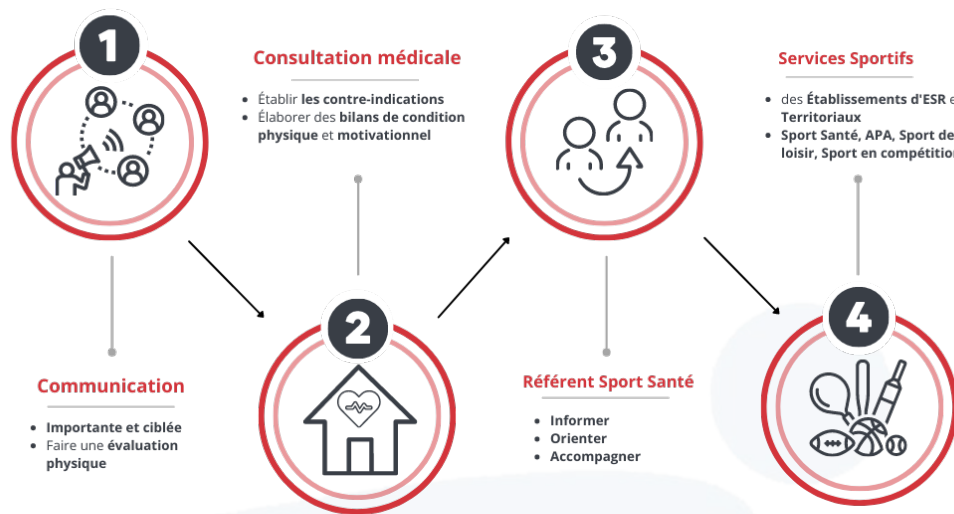 1
Communication
Importante et ciblée
Faire une évaluation
physique
2
Consultation médicale
Établir les contre-indications
Élaborer des bilans de condition
physique et motivationnel
3
Référent Sport Santé
Informer
Orienter
Accompagner
4
Services Sportifs
des Établissements d'ESR e
Territoriaux
Sport Santé, APA, Sport de
loisir, Sport en compétition